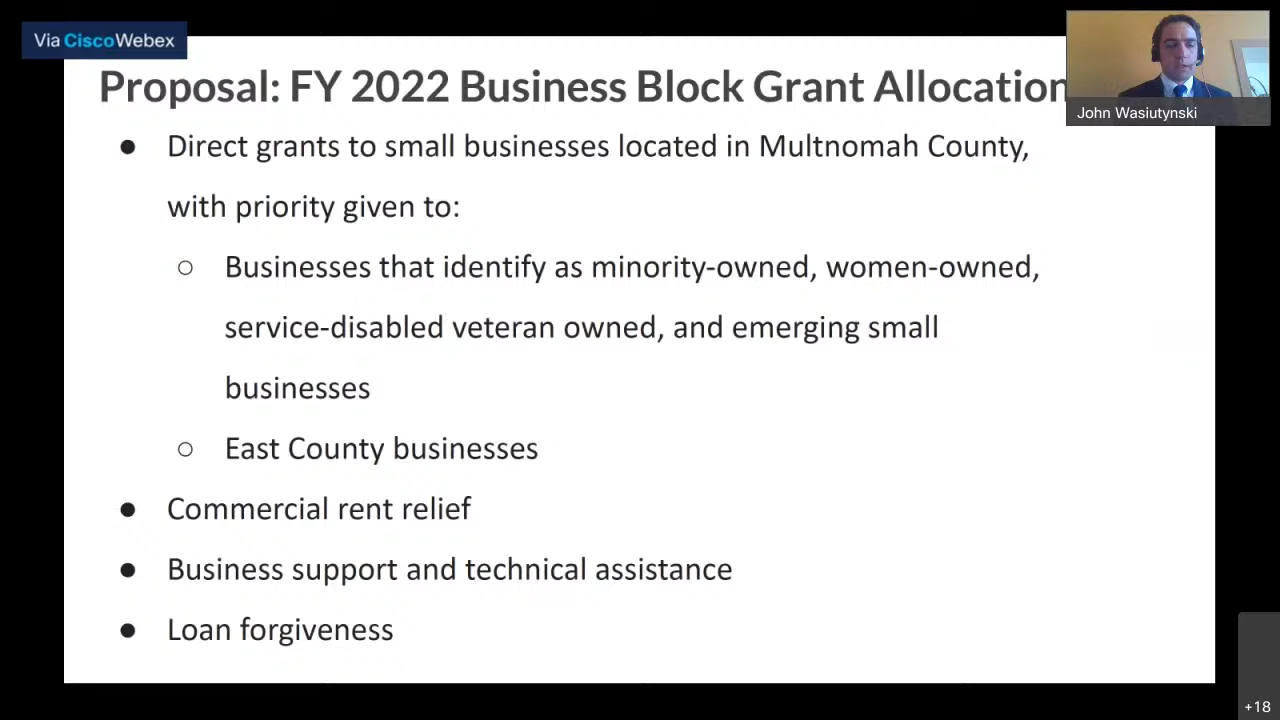 Via Cisco Webex
Proposal: FY 2022 Business Block Grant Allocation
John Wasiutynski
● Direct grants to small businesses located in Multnomah County,
with priority given to:
○ Businesses that identify as minority-owned, women-owned,
service-disabled veteran owned, and emerging small
businesses
○ East County businesses
● Commercial rent relief
● Business support and technical assistance
● Loan forgiveness
+18